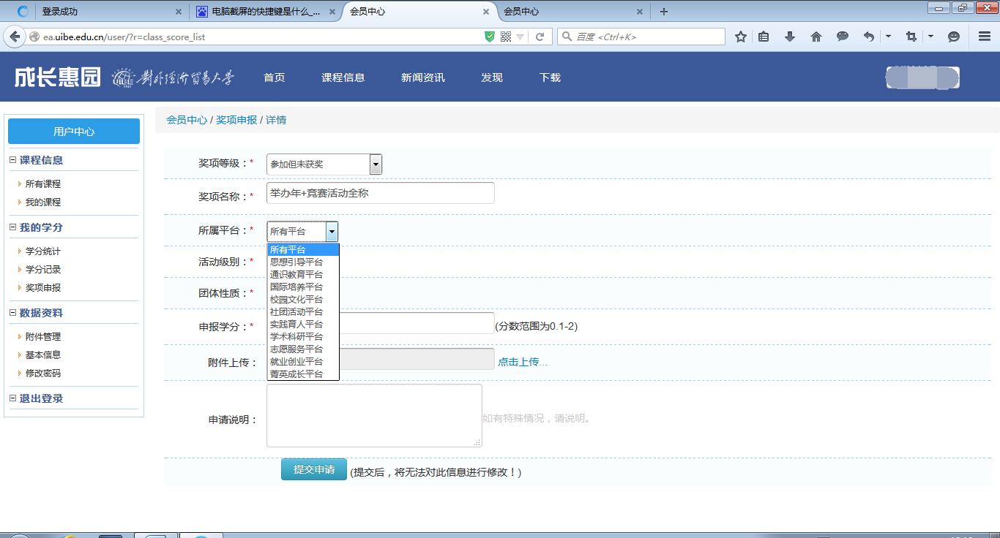 登录成功
电脑截屏的快捷键是什么_...
会员中心
会员中心
ea.uibe.edu.cn/user/?r=class_score_list
百度 <Ctrl+K>
成长惠园
對外經濟貿易大学
首页
课程信息
新闻资讯
发现
下载
用户中心
课程信息
所有课程
我的课程
我的学分
学分统计
学分记录
奖项申报
数据资料
附件管理
基本信息
修改密码
退出登录
会员中心 / 奖项申报 / 详情
奖项等级：* 参加但未获奖
奖项名称：* 举办年+竞赛活动全称
所属平台：* 所有平台
所有平台
思想引导平台
通识教育平台
国际培养平台
校园文化平台
社团活动平台
实践育人平台
学术科研平台
志愿服务平台
就业创业平台
菁英成长平台
活动级别：*
团体性质：*
申报学分：* (分数范围为0.1-2)
附件上传： 点击上传...
申请说明： 如有特殊情况，请说明。
提交申请 (提交后，将无法对此信息进行修改！)